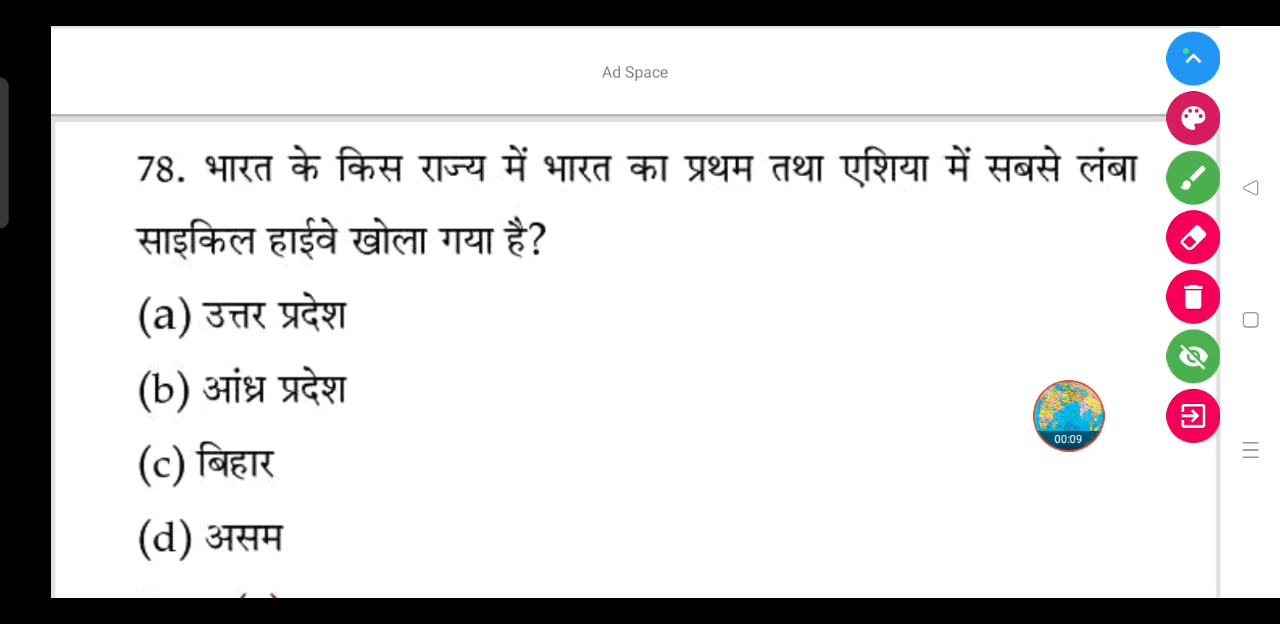 Ad Space
78. भारत के किस राज्य में भारत का प्रथम तथा एशिया में सबसे लंबा
साइकिल हाईवे खोला गया है?
(a) उत्तर प्रदेश
(b) आंध्र प्रदेश
(c) बिहार
00:09
(d) असम